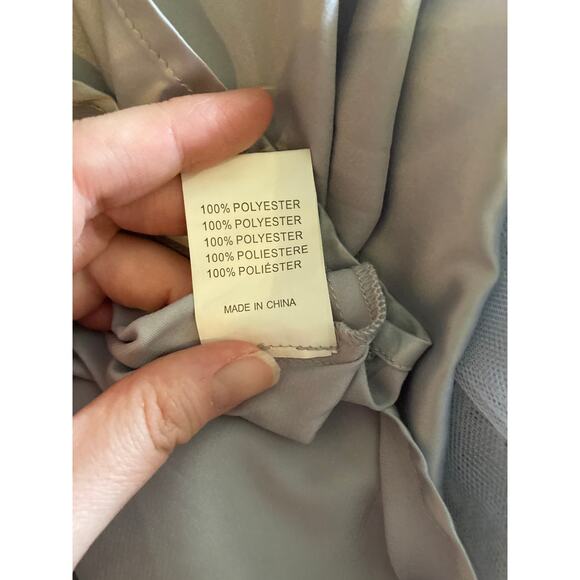 100% POLYESTER
100% POLYESTER
100% POLYESTER
100% POLIESTERE
100% POLIÉSTER
MADE IN CHINA